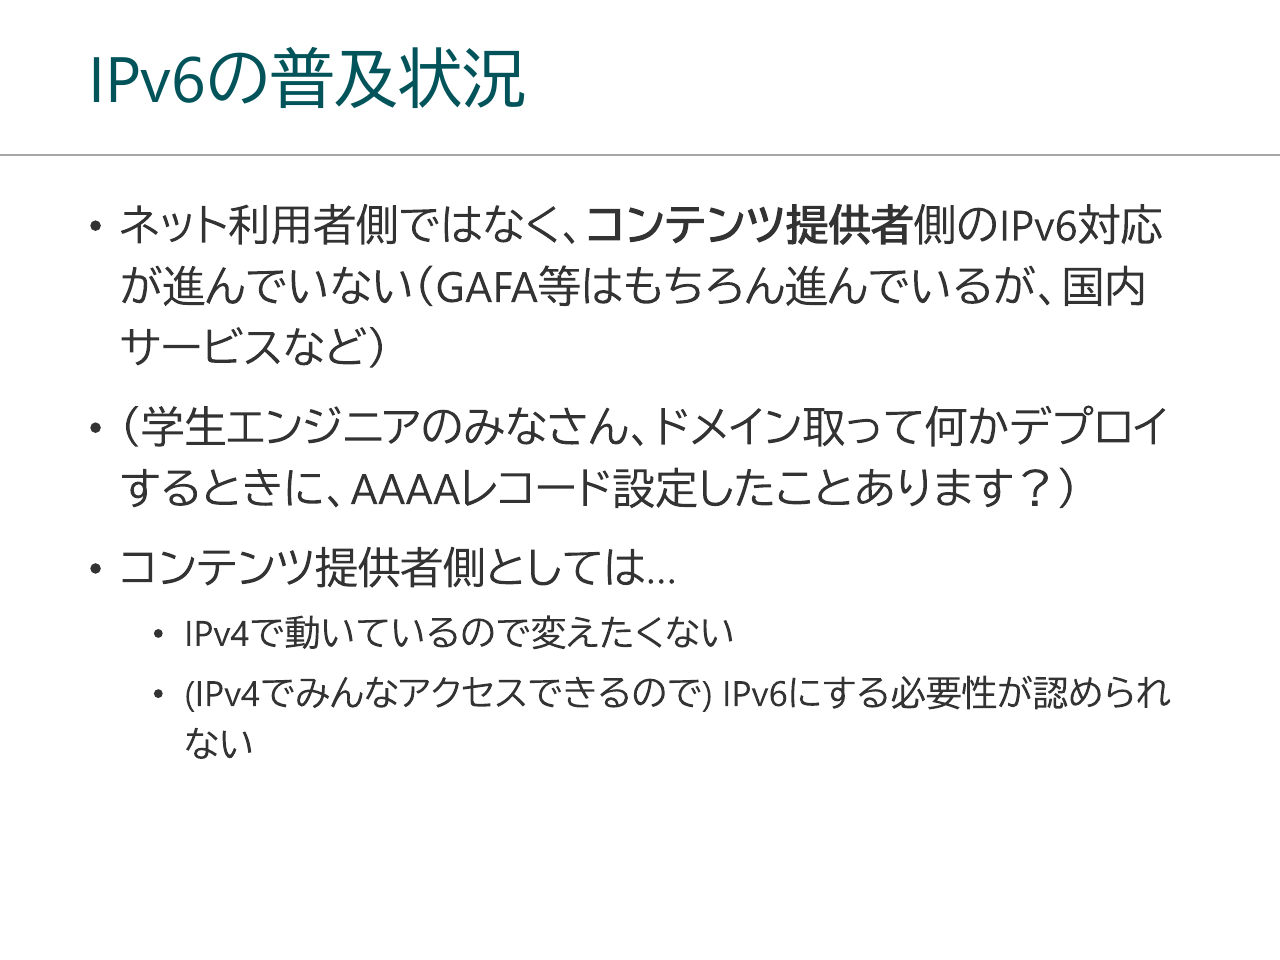 IPv6の普及状況
• ネット利用者側ではなく、コンテンツ提供者側のIPv6対応
が進んでいない（GAFA等はもちろん進んでいるが、国内
サービスなど）
• （学生エンジニアのみなさん、ドメイン取って何かデプロイ
するときに、AAAAレコード設定したことあります？）
• コンテンツ提供者側としては…
• IPv4で動いているので変えたくない
• (IPv4でみんなアクセスできるので) IPv6にする必要性が認められ
ない